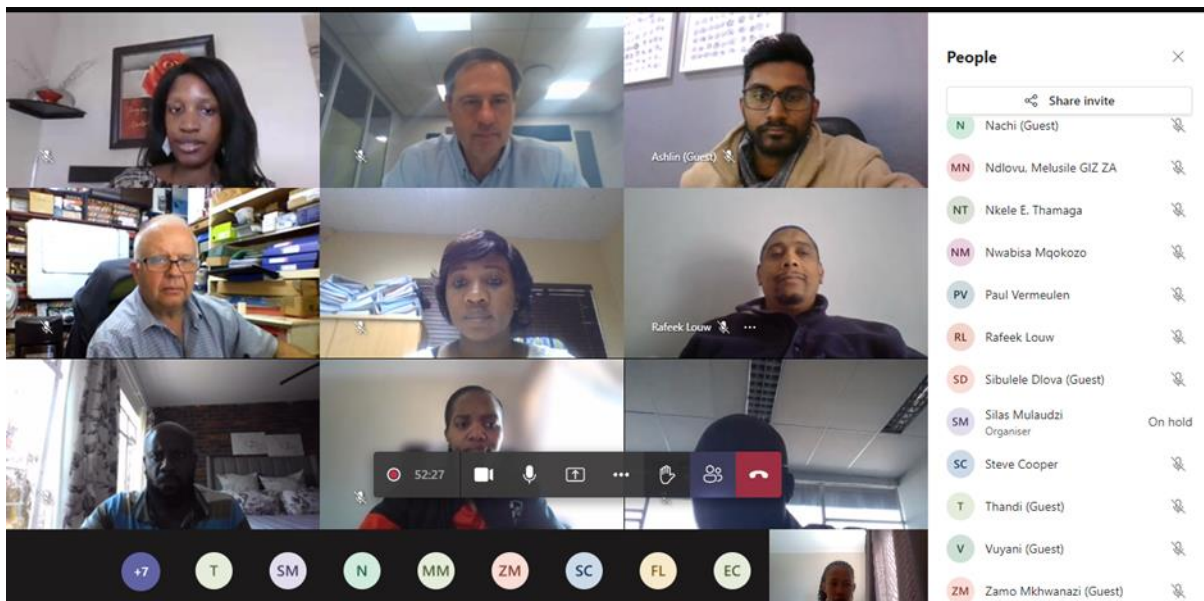 People
Share invite
N Nachi (Guest)
MN Ndlovu, Melusile GIZ ZA
NT Nkele E. Thamaga
NM Nwabisa Mqokozo
PV Paul Vermeulen
RL Rafeek Louw
SD Sibulele Dlova (Guest)
SM Silas Mulaudzi
Organiser
On hold
SC Steve Cooper
T Thandi (Guest)
V Vuyani (Guest)
ZM Zamo Mkhwanazi (Guest)
Ashlin (Guest)
Rafeek Louw
52:27
+7 T SM N MM ZM SC FL EC